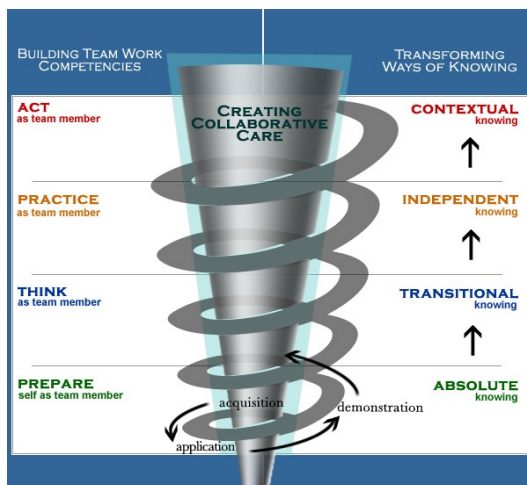 BUILDING TEAM WORK
COMPETENCIES
TRANSFORMING
WAYS OF KNOWING
CREATING
COLLABORATIVE
CARE
ACT
as team member
CONTEXTUAL
knowing
PRACTICE
as team member
INDEPENDENT
knowing
THINK
as team member
TRANSITIONAL
knowing
PREPARE
self as team member
ABSOLUTE
knowing
acquisition
demonstration
application